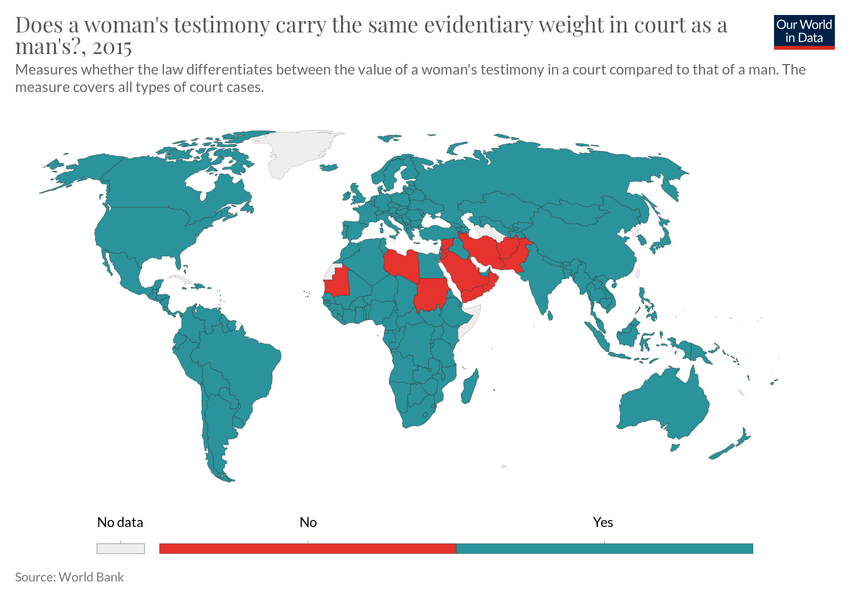 Does a woman's testimony carry the same evidentiary weight in court as a
man's?, 2015
Our World
in Data
Measures whether the law differentiates between the value of a woman's testimony in a court compared to that of a man. The
measure covers all types of court cases.
No data
No
Yes
Source: World Bank